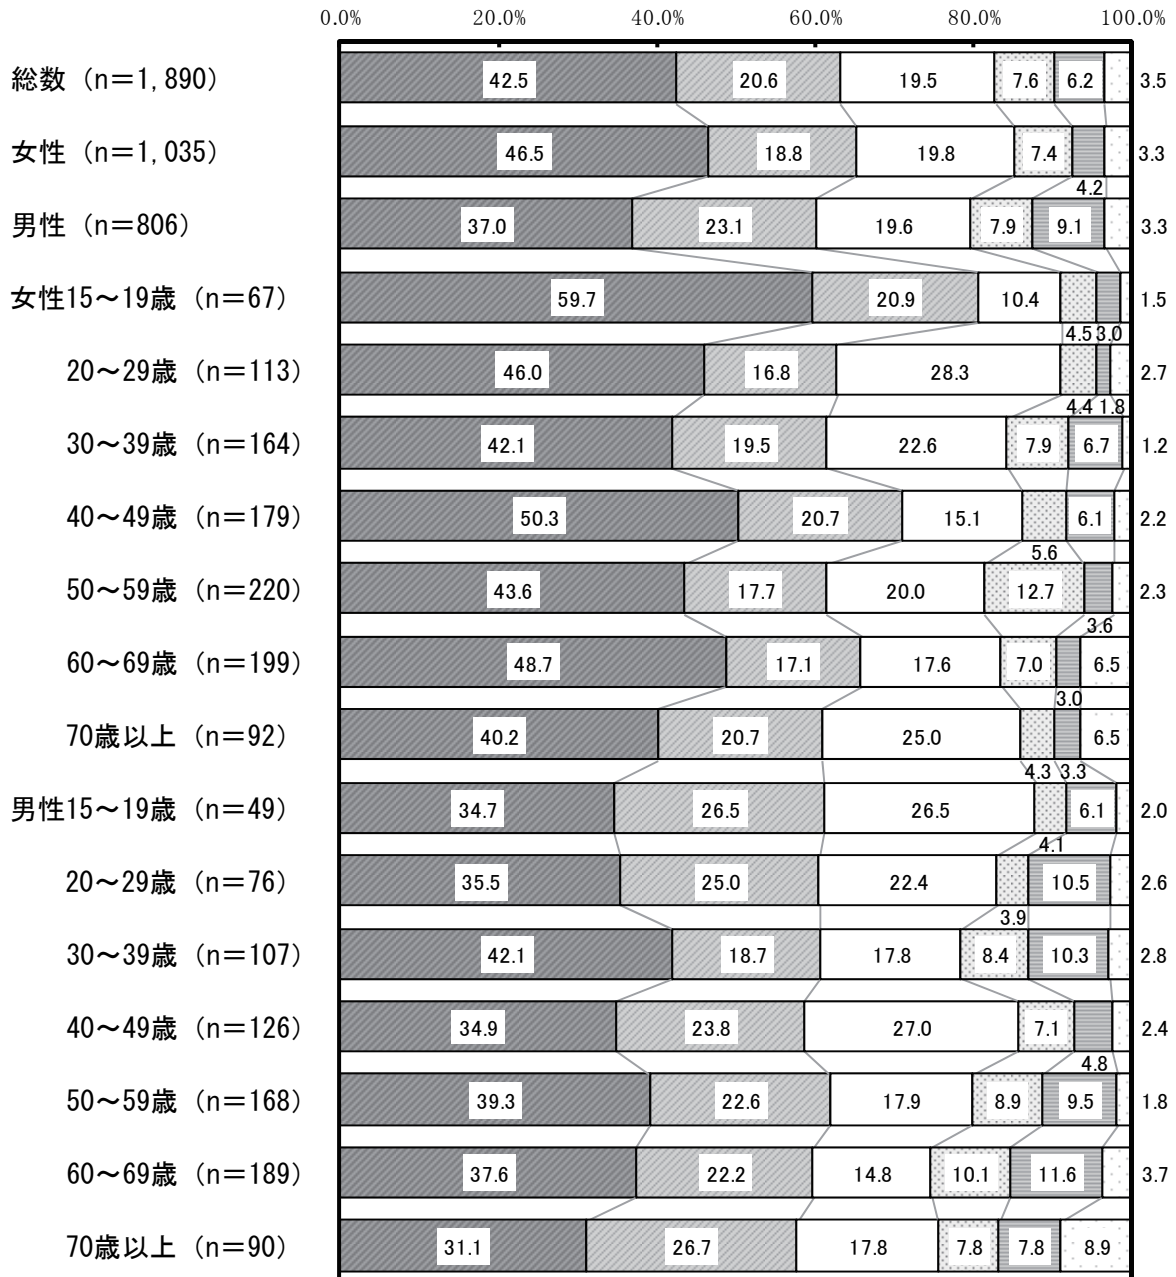 0.0% 20.0% 40.0% 60.0% 80.0% 100.0%
総数（n＝1,890） 42.5 20.6 19.5 7.6 6.2 3.5
女性（n＝1,035） 46.5 18.8 19.8 7.4 3.3
4.2
男性（n＝806） 37.0 23.1 19.6 7.9 9.1 3.3
女性15～19歳（n＝67） 59.7 20.9 10.4 1.5
4.5 3.0
20～29歳（n＝113） 46.0 16.8 28.3 2.7
4.4 1.8
30～39歳（n＝164） 42.1 19.5 22.6 7.9 6.7 1.2
40～49歳（n＝179） 50.3 20.7 15.1 6.1 2.2
5.6
50～59歳（n＝220） 43.6 17.7 20.0 12.7 2.3
3.6
60～69歳（n＝199） 48.7 17.1 17.6 7.0 6.5
3.0
70歳以上（n＝92） 40.2 20.7 25.0 6.5
4.3 3.3
男性15～19歳（n＝49） 34.7 26.5 26.5 6.1 2.0
4.1
20～29歳（n＝76） 35.5 25.0 22.4 10.5 2.6
3.9
30～39歳（n＝107） 42.1 18.7 17.8 8.4 10.3 2.8
40～49歳（n＝126） 34.9 23.8 27.0 7.1 2.4
4.8
50～59歳（n＝168） 39.3 22.6 17.9 8.9 9.5 1.8
60～69歳（n＝189） 37.6 22.2 14.8 10.1 11.6 3.7
70歳以上（n＝90） 31.1 26.7 17.8 7.8 7.8 8.9